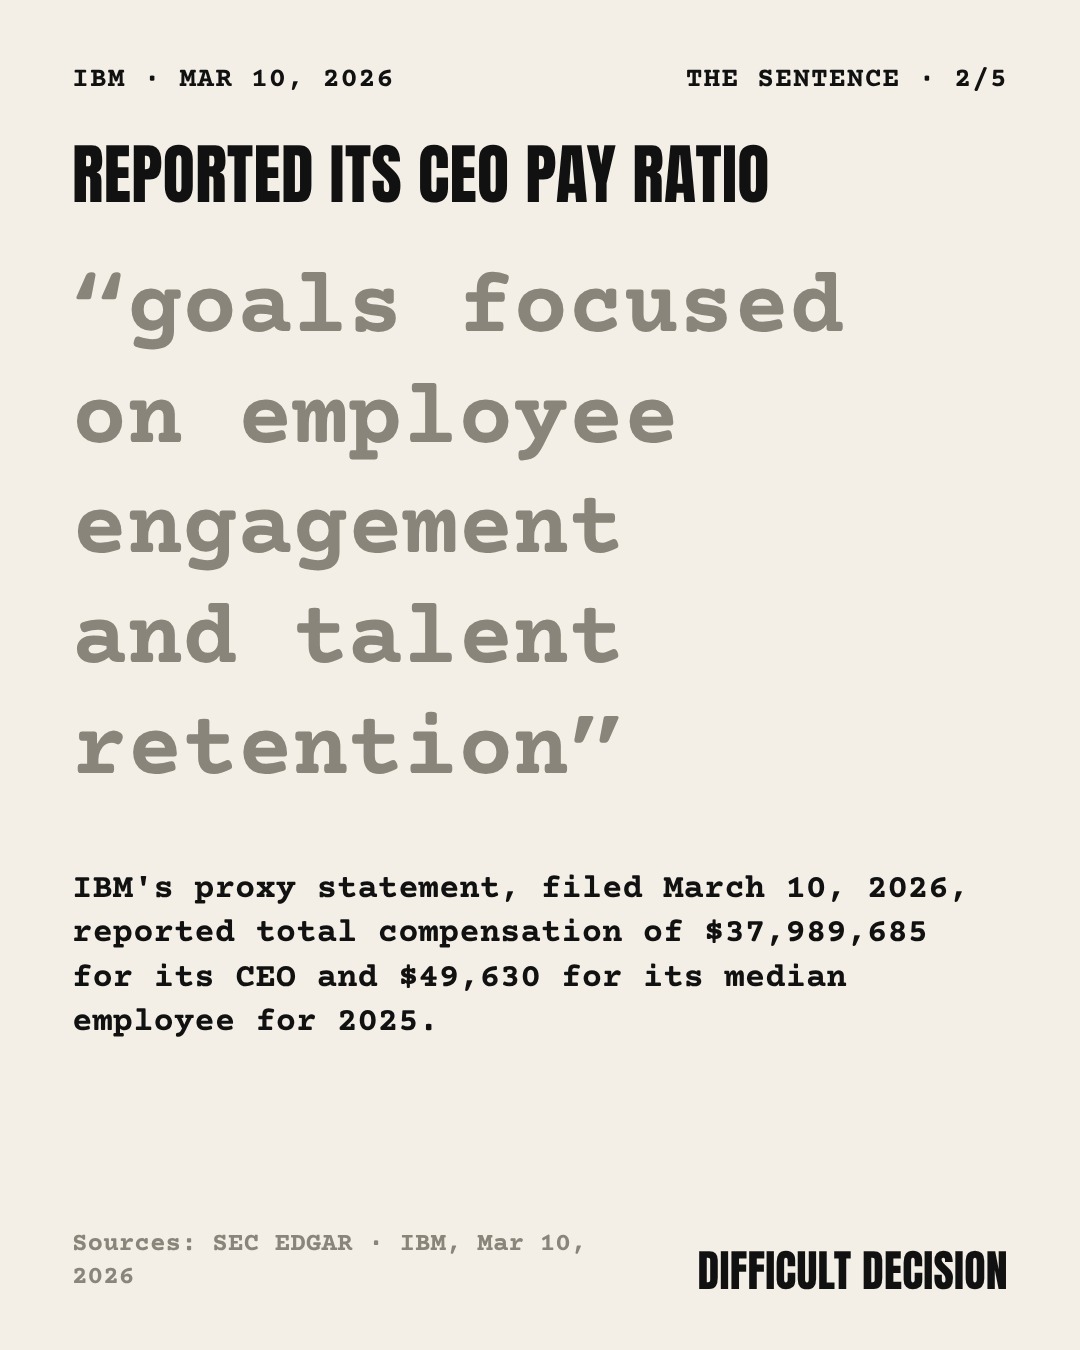 IBM · MAR 10, 2026
THE SENTENCE · 2/5
REPORTED ITS CEO PAY RATIO
“goals focused
on employee
engagement
and talent
retention”
IBM's proxy statement, filed March 10, 2026,
reported total compensation of $37,989,685
for its CEO and $49,630 for its median
employee for 2025.
Sources: SEC EDGAR · IBM, Mar 10,
2026
DIFFICULT DECISION